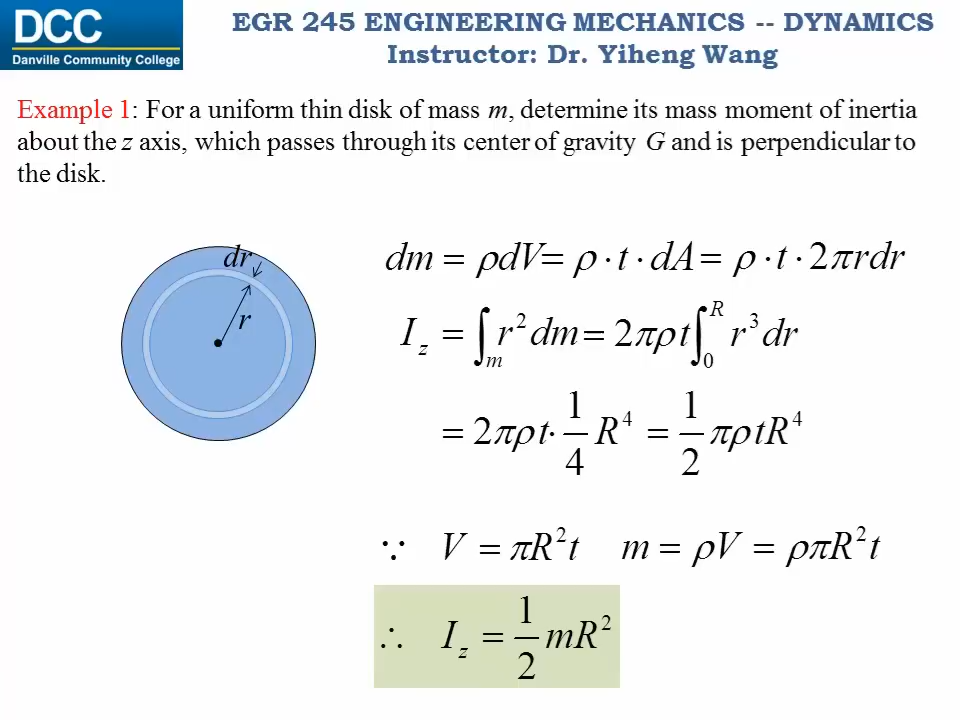 DCC
Danville Community College
EGR 245 ENGINEERING MECHANICS -- DYNAMICS
Instructor: Dr. Yiheng Wang
Example 1: For a uniform thin disk of mass m, determine its mass moment of inertia
about the z axis, which passes through its center of gravity G and is perpendicular to
the disk.
dr
r
dm = ρdV = ρ · t · dA = ρ · t · 2πrdr
I_z = ∫_m r² dm = 2πρt ∫_0^R r³ dr
= 2πρt · 1/4 R⁴ = 1/2 πρtR⁴
∵ V = πR²t m = ρV = ρπR²t
∴ I_z = 1/2 mR²